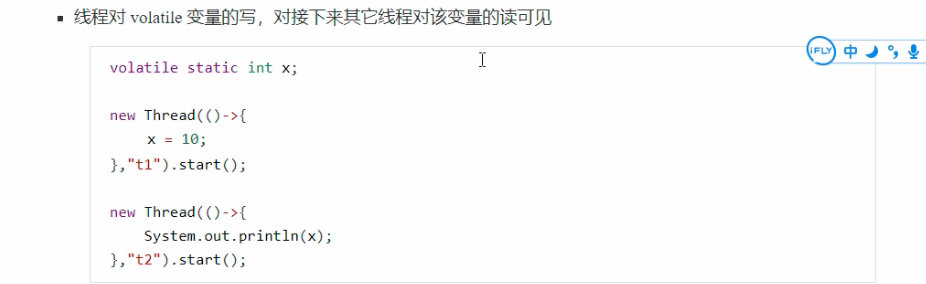 线程对 volatile 变量的写，对接下来其它线程对该变量的读可见
iFLY 中
volatile static int x;
new Thread(()->{
x = 10;
},"t1").start();
new Thread(()->{
System.out.println(x);
},"t2").start();